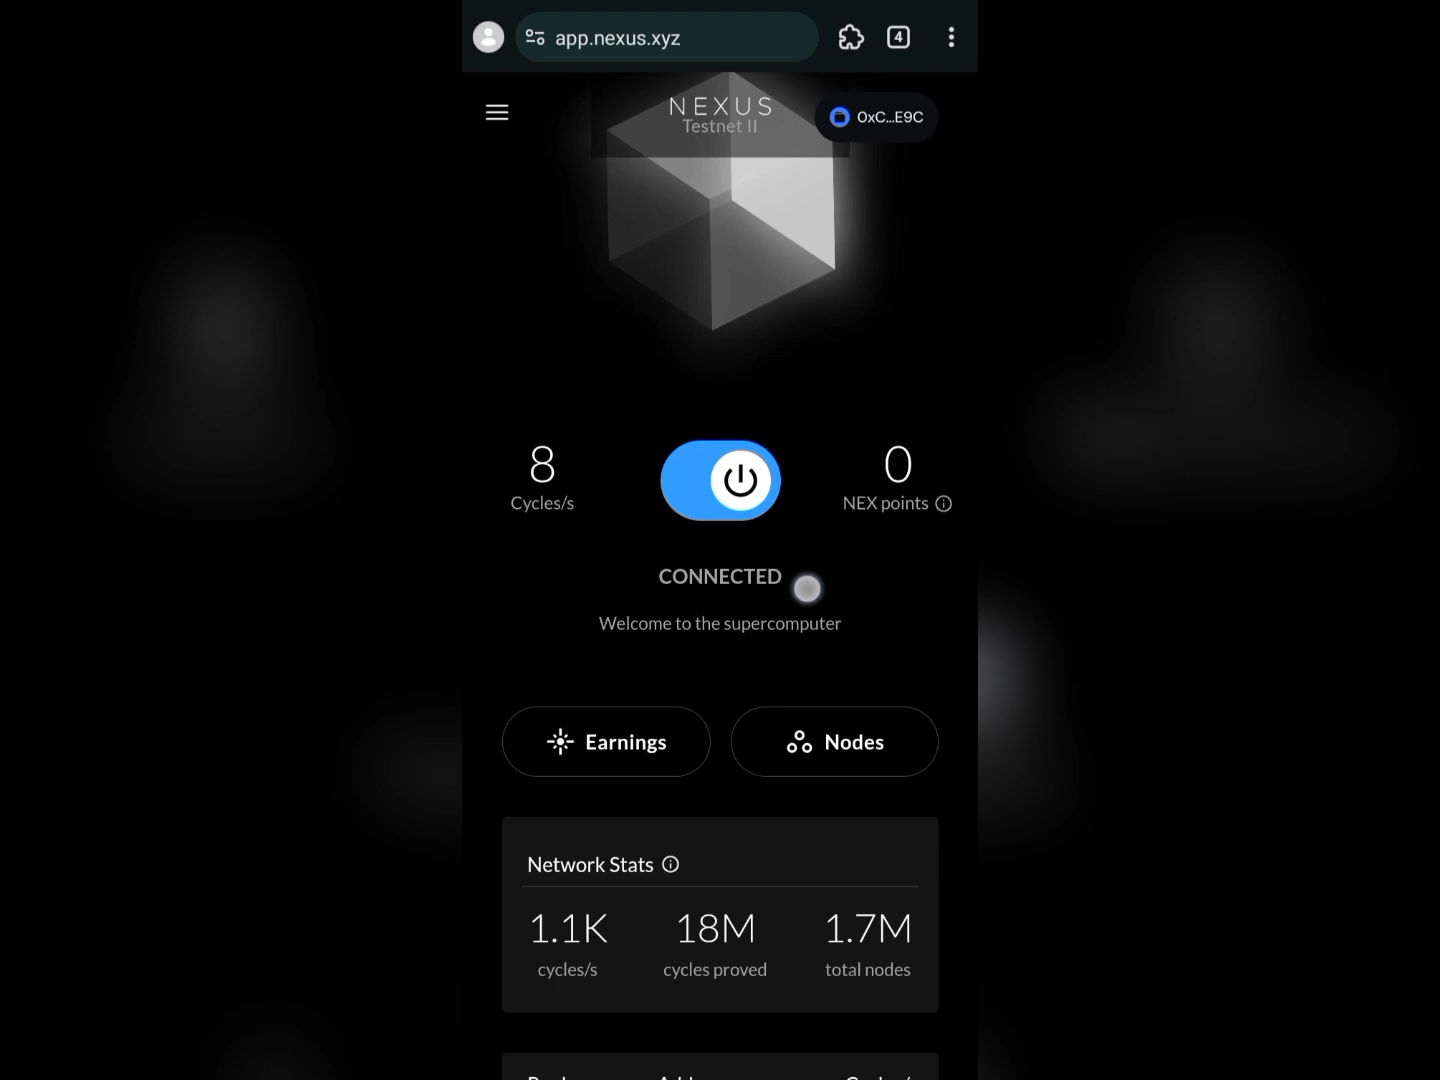 app.nexus.xyz
4
NEXUS
Testnet II
0xC...E9C
8
Cycles/s
0
NEX points
CONNECTED
Welcome to the supercomputer
Earnings
Nodes
Network Stats
1.1K
cycles/s
18M
cycles proved
1.7M
total nodes